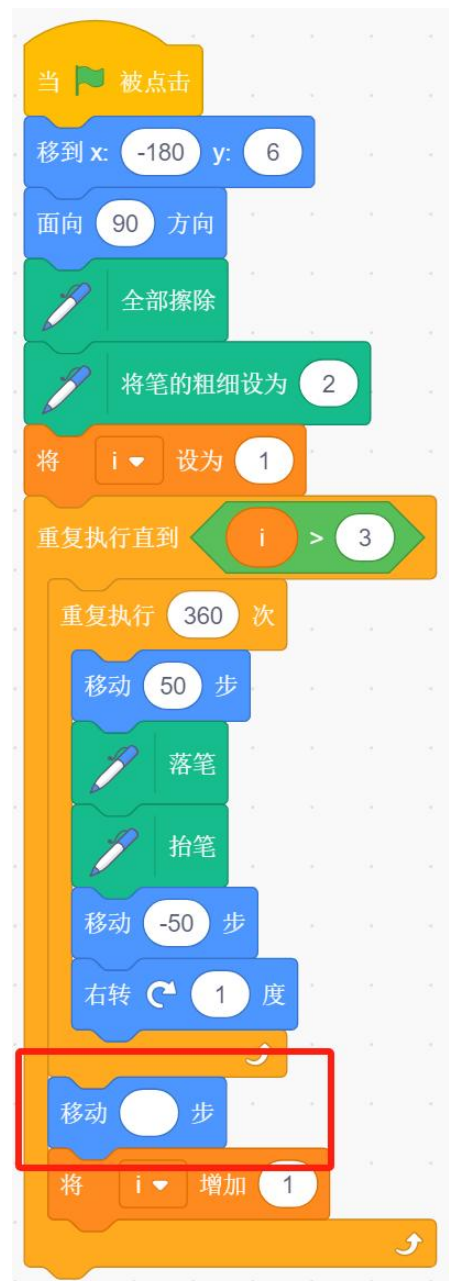 当 被点击
移到 x: -180 y: 6
面向 90 方向
全部擦除
将笔的粗细设为 2
将 i 设为 1
重复执行直到 i > 3
重复执行 360 次
移动 50 步
落笔
抬笔
移动 -50 步
右转 1 度
移动 步
将 i 增加 1